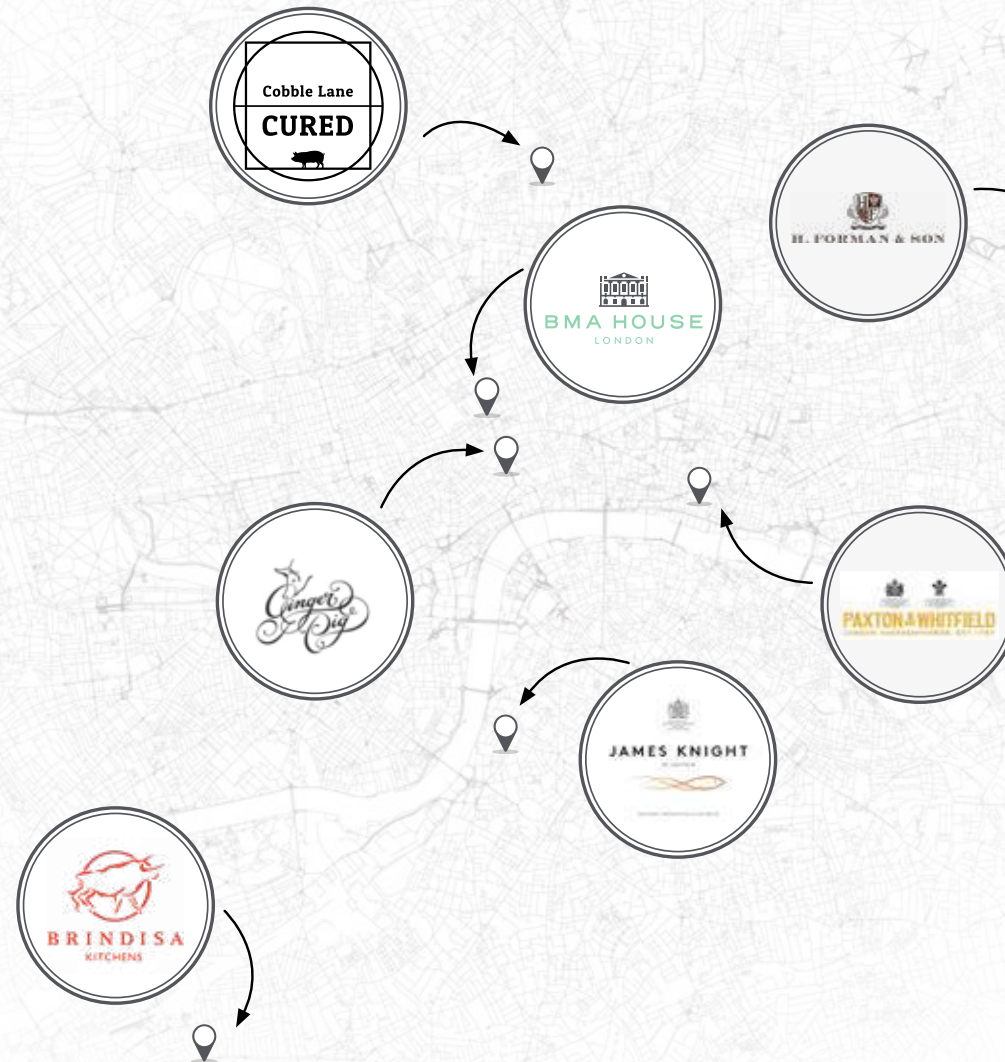 Cobble Lane
CURED
H. FORMAN & SON
BMA HOUSE
LONDON
Ginger
Pig
PAXTON & WHITFIELD
JAMES KNIGHT
BRINDISA
KITCHENS